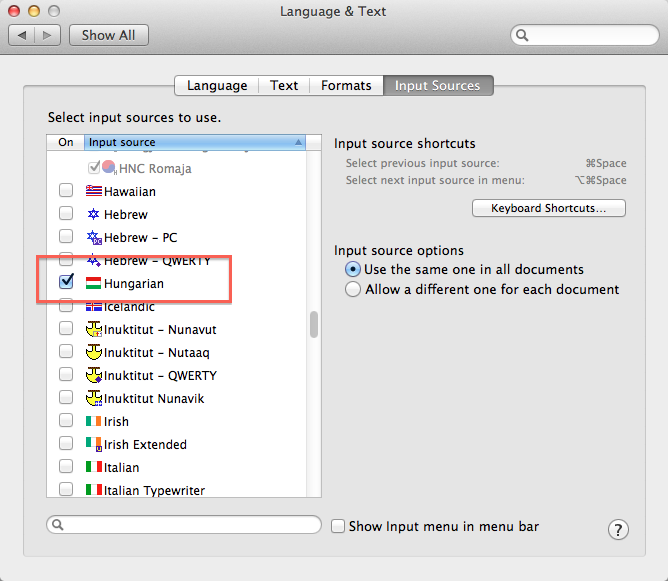 Language & Text
Show All
Language Text Formats Input Sources
Select input sources to use.
On Input source
HNC Romaja
Hawaiian
Hebrew
Hebrew - PC
Hebrew - QWERTY
Hungarian
Icelandic
Inuktitut - Nunavut
Inuktitut - Nutaaq
Inuktitut - QWERTY
Inuktitut Nunavik
Irish
Irish Extended
Italian
Italian Typewriter
Input source shortcuts
Select previous input source: ⌘Space
Select next input source in menu: ⌥⌘Space
Keyboard Shortcuts...
Input source options
Use the same one in all documents
Allow a different one for each document
Show Input menu in menu bar
?